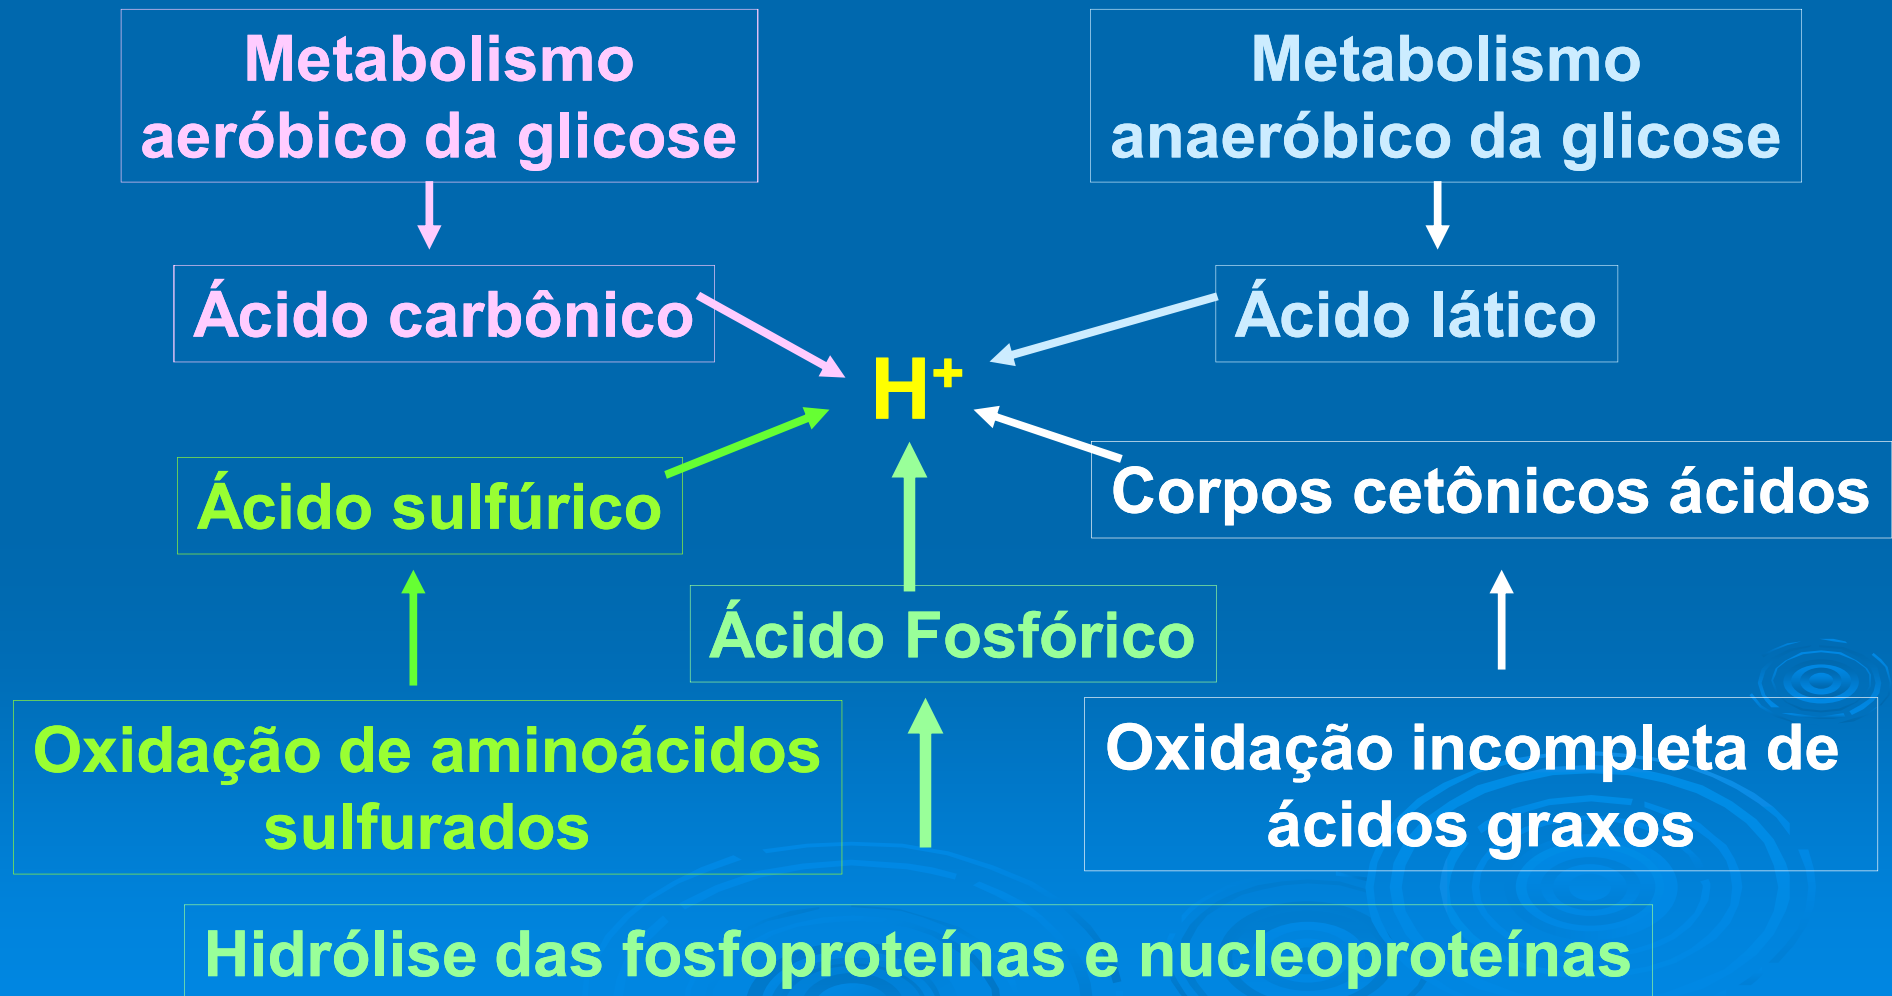 Metabolismo
aeróbico da glicose
Metabolismo
anaeróbico da glicose
Ácido carbônico
Ácido lático
H⁺
Ácido sulfúrico
Corpos cetônicos ácidos
Ácido Fosfórico
Oxidação de aminoácidos
sulfurados
Oxidação incompleta de
ácidos graxos
Hidrólise das fosfoproteínas e nucleoproteínas